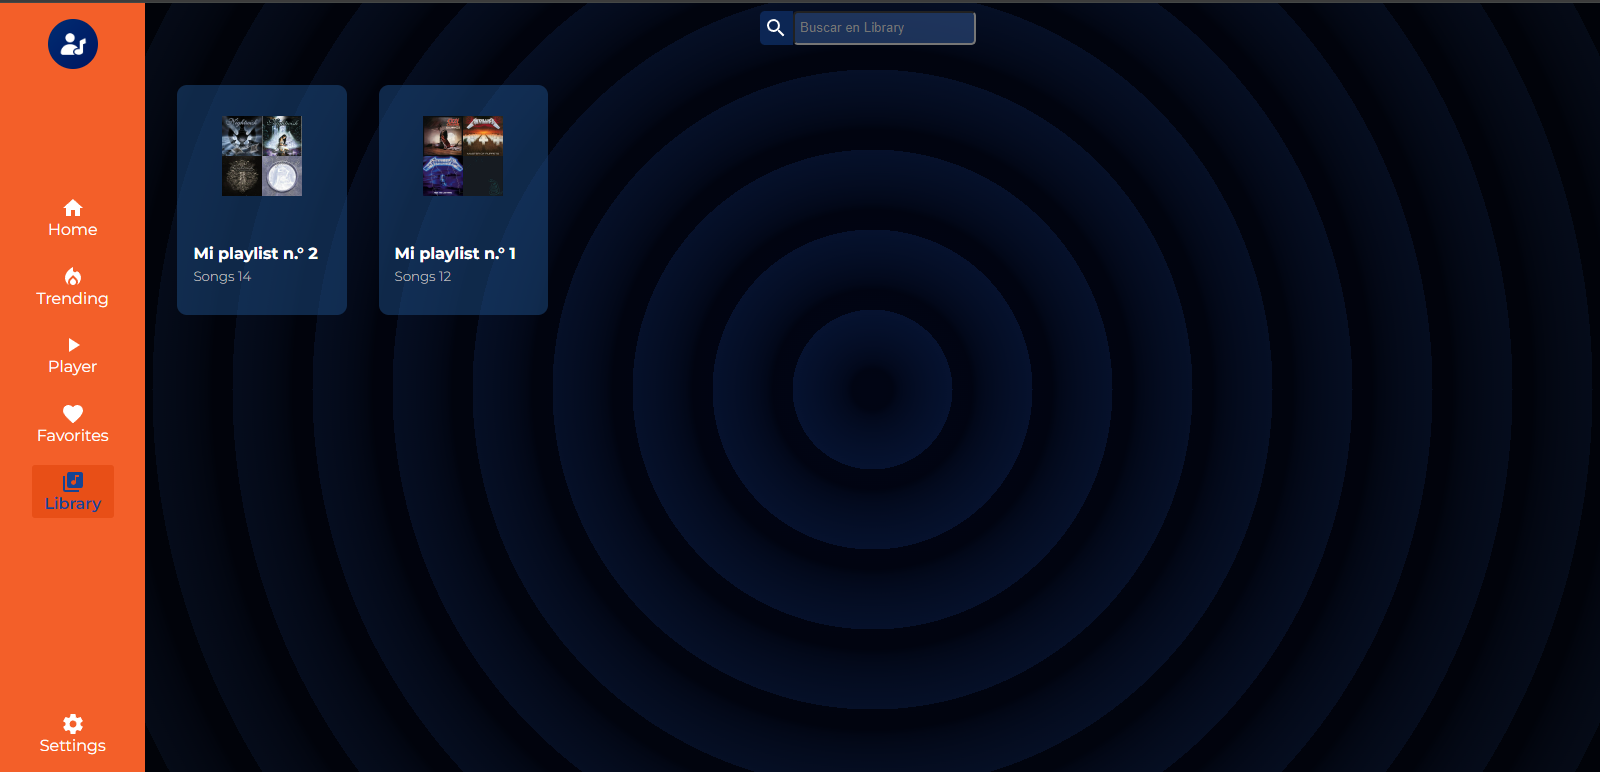 Buscar en Library
Home
Trending
Player
Favorites
Library
Settings
Mi playlist n.° 2
Songs 14
Mi playlist n.° 1
Songs 12